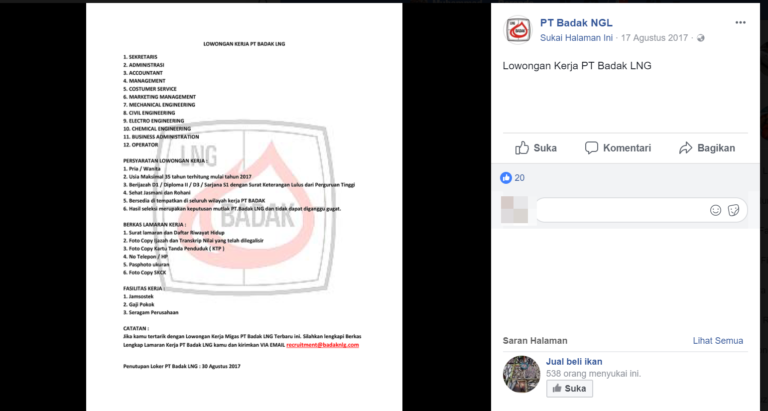 LOWONGAN KERJA PT BADAK LNG
1. SEKRETARIS
2. ADMINISTRASI
3. ACCOUNTANT
4. MANAGEMENT
5. COSTUMER SERVICE
6. MARKETING MANAGEMENT
7. MECHANICAL ENGINEERING
8. CIVIL ENGINEERING
9. ELECTRO ENGINEERING
10. CHEMICAL ENGINEERING
11. BUSINESS ADMINISTRATION
12. OPERATOR
PERSYARATAN LOWONGAN KERJA :
1. Pria / Wanita
2. Usia Maksimal 35 tahun terhitung mulai tahun 2017
3. Berijazah D1 / Diploma II / D3 / Sarjana S1 dengan Surat Keterangan Lulus dari Perguruan Tinggi
4. Sehat Jasmani dan Rohani
5. Bersedia di tempatkan di seluruh wilayah kerja PT BADAK
6. Hasil seleksi merupakan keputusan mutlak PT Badak LNG dan tidak dapat diganggu gugat.
BERKAS LAMARAN KERJA :
1. Surat lamaran dan Daftar Riwayat Hidup
2. Foto Copy Ijazah dan Transkrip Nilai yang telah dilegalisir
3. Foto Copy Kartu Tanda Penduduk ( KTP )
4. No Telepon / HP
5. Pasphoto ukuran
6. Foto Copy SKCK
FASILITAS KERJA :
1. Jamsostek
2. Gaji Pokok
3. Seragam Perusahaan
CATATAN :
Jika kamu tertarik dengan Lowongan Kerja Migas PT Badak LNG Terbaru ini. Silahkan lengkapi Berkas
Lengkap Lamaran Kerja PT Badak LNG kamu dan kirimkan VIA EMAIL recruitment@badaknlg.com
Penutupan Loker PT Badak LNG : 30 Agustus 2017
LNG
BADAK
PT Badak NGL
Sukai Halaman Ini · 17 Agustus 2017 ·
Lowongan Kerja PT Badak LNG
Suka Komentari Bagikan
20
Saran Halaman Lihat Semua
Jual beli ikan
538 orang menyukai ini.
Suka